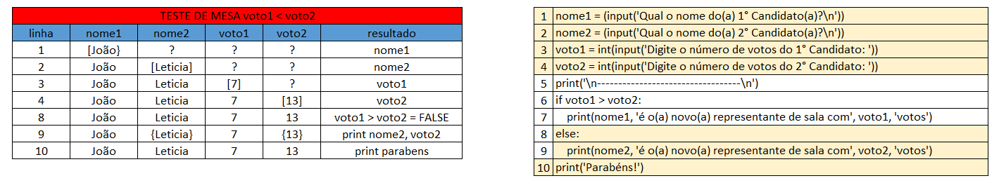 TESTE DE MESA voto1 < voto2
linha nome1 nome2 voto1 voto2 resultado
1 [João} ? ? ? nome1
2 João [Leticia] ? ? nome2
3 João Leticia [7] ? voto1
4 João Leticia 7 [13] voto2
8 João Leticia 7 13 voto1 > voto2 = FALSE
9 João {Leticia} 7 {13} print nome2, voto2
10 João Leticia 7 13 print parabens
1 nome1 = (input('Qual o nome do(a) 1° Candidato(a)?\n'))
2 nome2 = (input('Qual o nome do(a) 2° Candidato(a)?\n'))
3 voto1 = int(input('Digite o número de votos do 1° Candidato: '))
4 voto2 = int(input('Digite o número de votos do 2° Candidato: '))
5 print('\n----------------------------------\n')
6 if voto1 > voto2:
7 print(nome1, 'é o(a) novo(a) representante de sala com', voto1, 'votos')
8 else:
9 print(nome2, 'é o(a) novo(a) representante de sala com', voto2, 'votos')
10 print('Parabéns!')